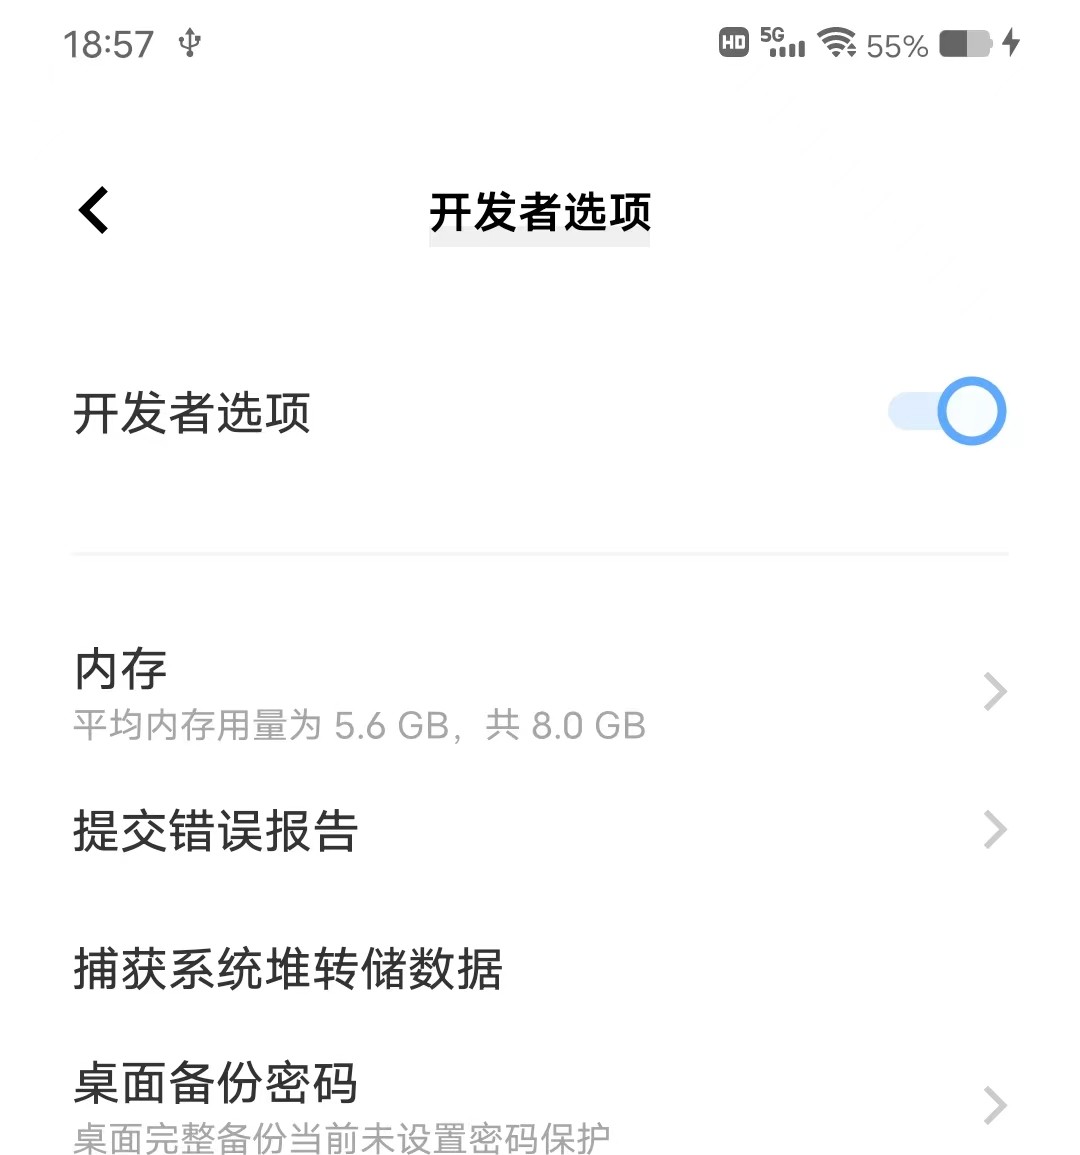 18:57 HD 5G 55%
开发者选项
开发者选项
内存
平均内存用量为 5.6 GB，共 8.0 GB
提交错误报告
捕获系统堆转储数据
桌面备份密码
桌面完整备份当前未设置密码保护